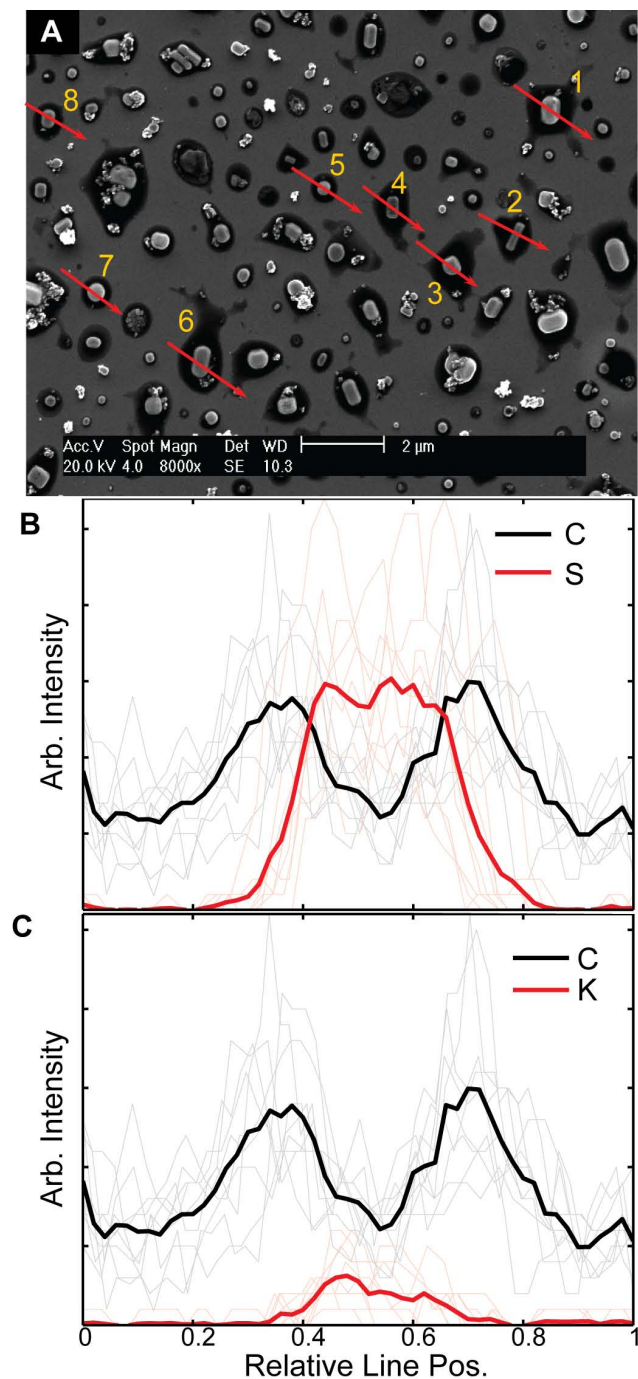 A
1
8
5
4
2
3
7
6
Acc.V Spot Magn Det WD 2 µm
20.0 kV 4.0 8000x SE 10.3
B
C
S
Arb. Intensity
C
C
K
Arb. Intensity
0 0.2 0.4 0.6 0.8 1
Relative Line Pos.